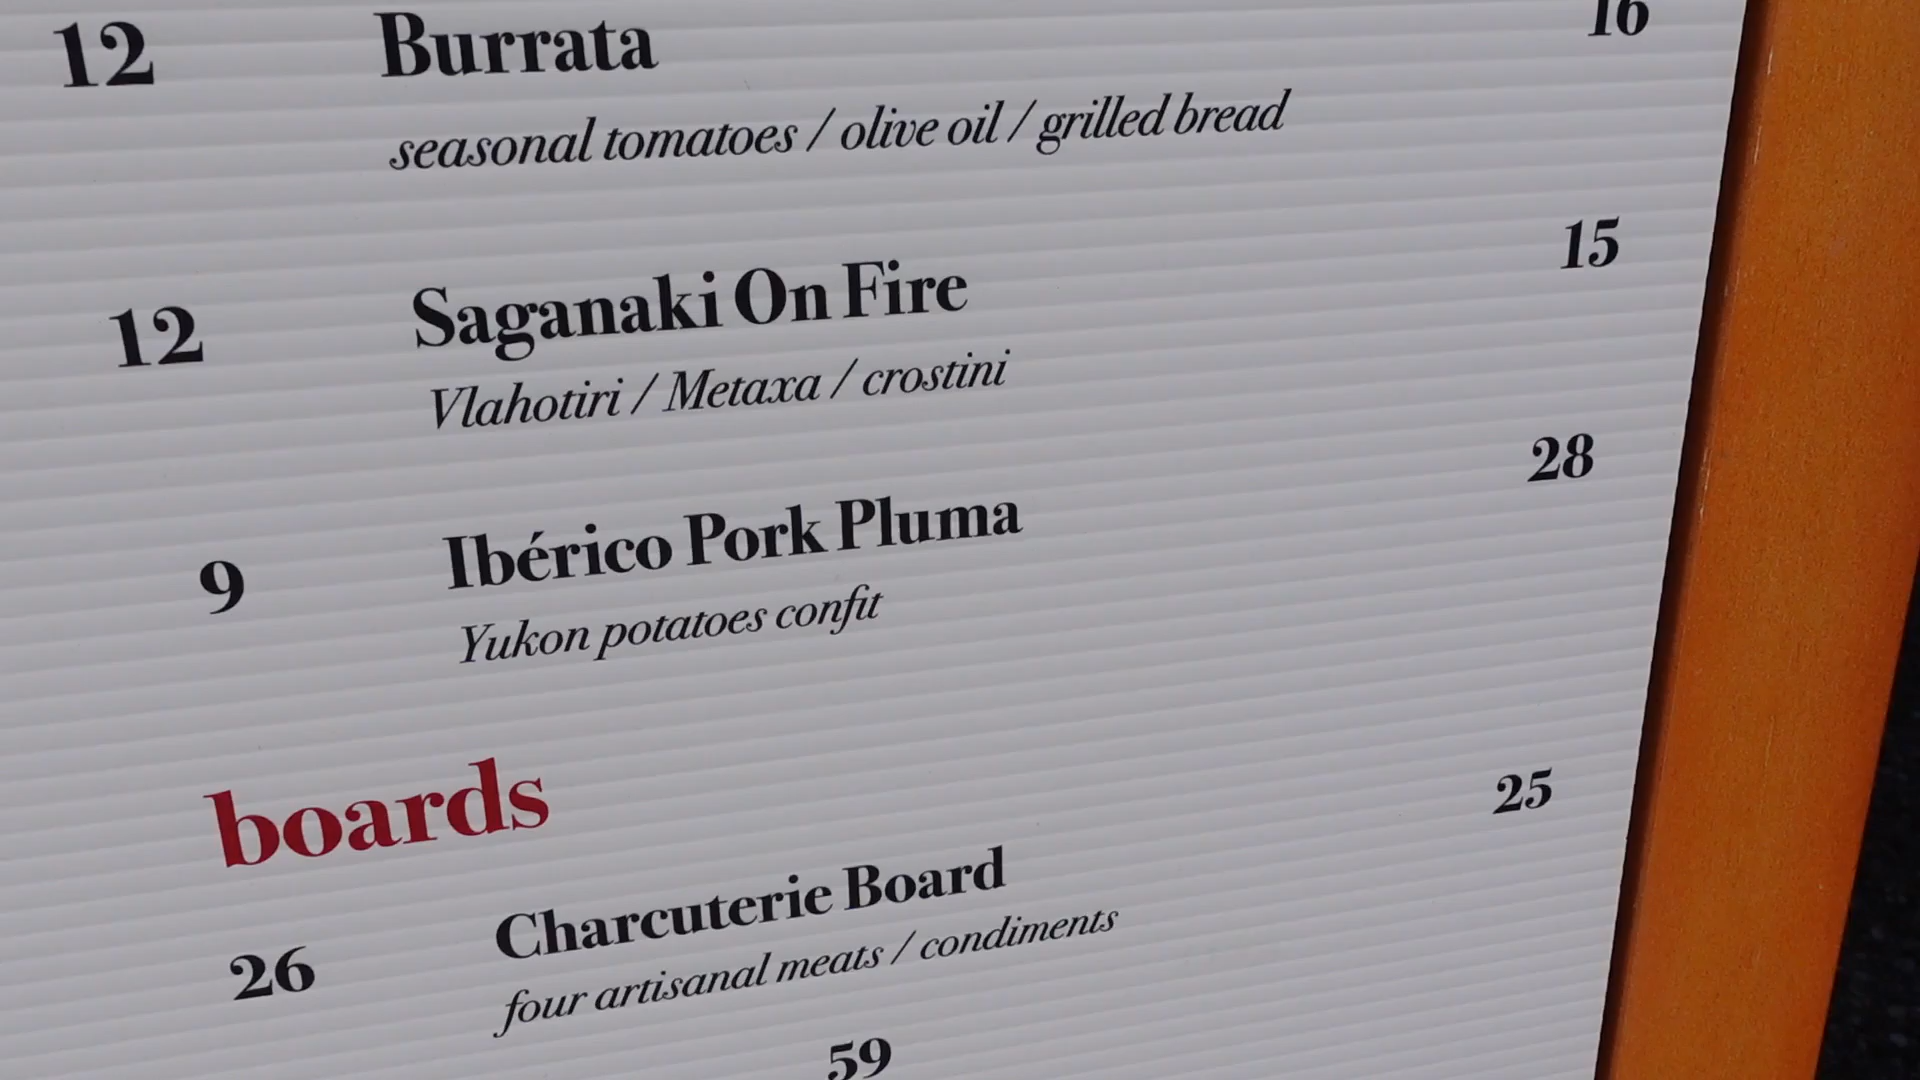 12 Burrata 16
seasonal tomatoes / olive oil / grilled bread
12 Saganaki On Fire 15
Vlahotiri / Metaxa / crostini
9 Ibérico Pork Pluma 28
Yukon potatoes confit
boards
26 Charcuterie Board 25
four artisanal meats / condiments
59